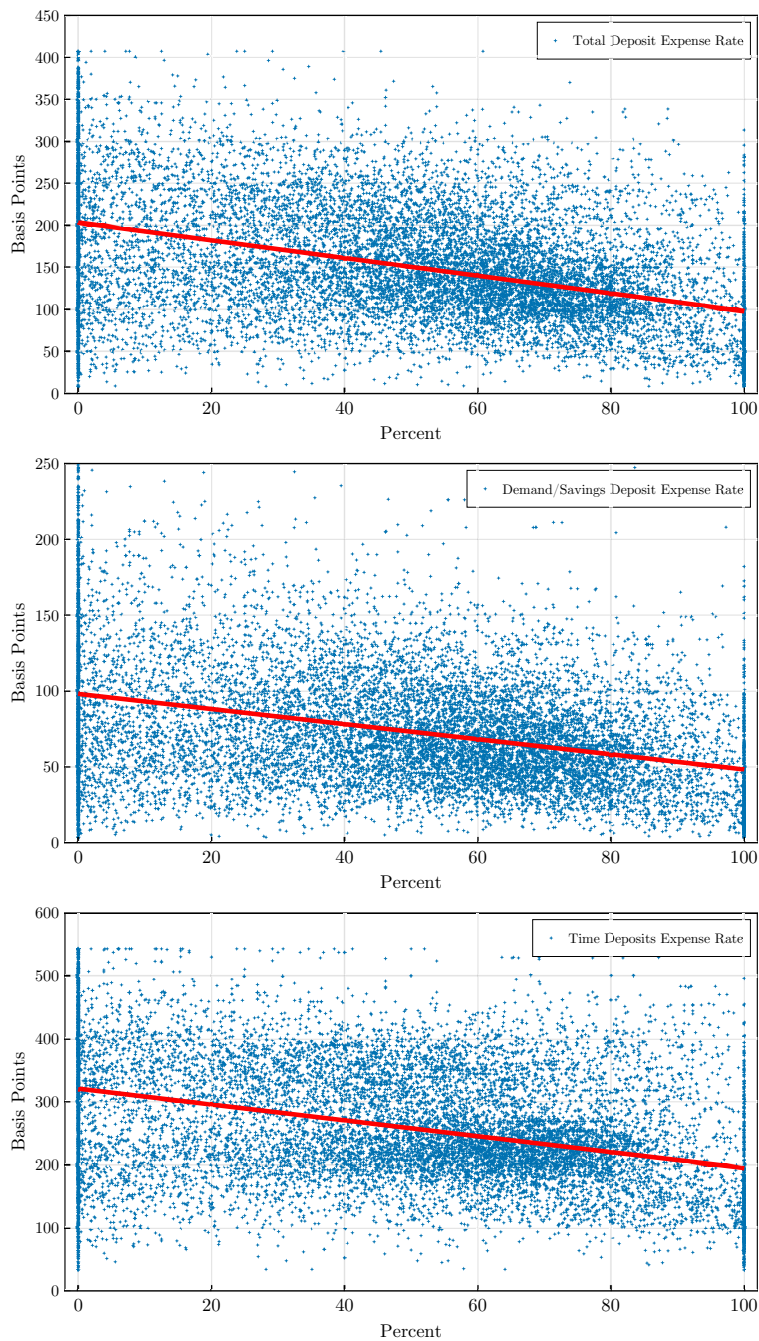 450
400
350
300
250
200
150
100
50
0
Basis Points
Total Deposit Expense Rate
0 20 40 60 80 100
Percent
250
200
150
100
50
0
Basis Points
Demand/Savings Deposit Expense Rate
0 20 40 60 80 100
Percent
600
500
400
300
200
100
0
Basis Points
Time Deposits Expense Rate
0 20 40 60 80 100
Percent